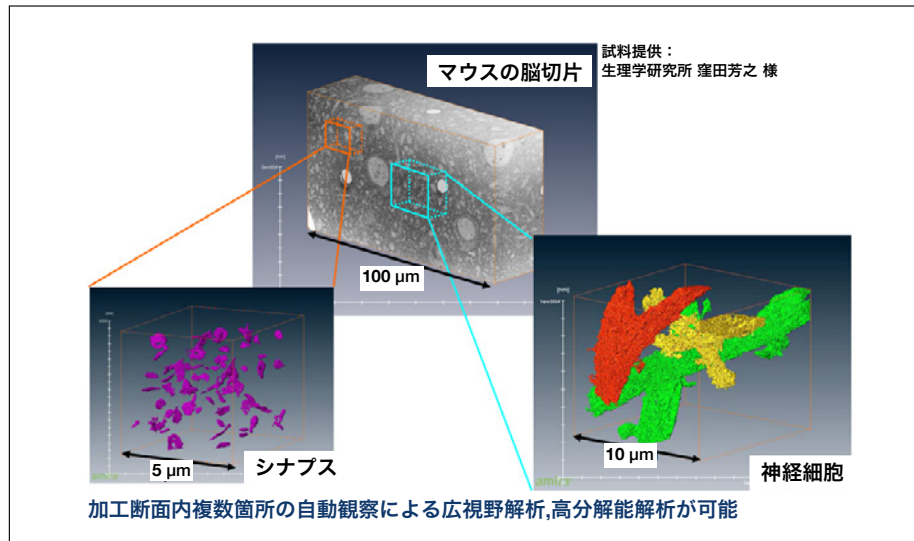 試料提供：
生理学研究所 窪田芳之 様
マウスの脳切片
100 µm
5 µm
シナプス
10 µm
神経細胞
加工断面内複数箇所の自動観察による広視野解析,高分解能解析が可能